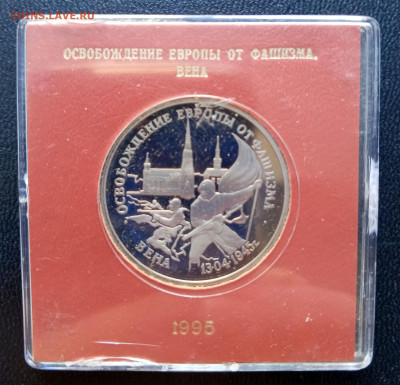 COINS.LAVE.RU
ОСВОБОЖДЕНИЕ ЕВРОПЫ ОТ ФАШИЗМА.
ВЕНА
ОСВОБОЖДЕНИЕ ЕВРОПЫ ОТ ФАШИЗМА
ВЕНА
13·04·1945г.
1995